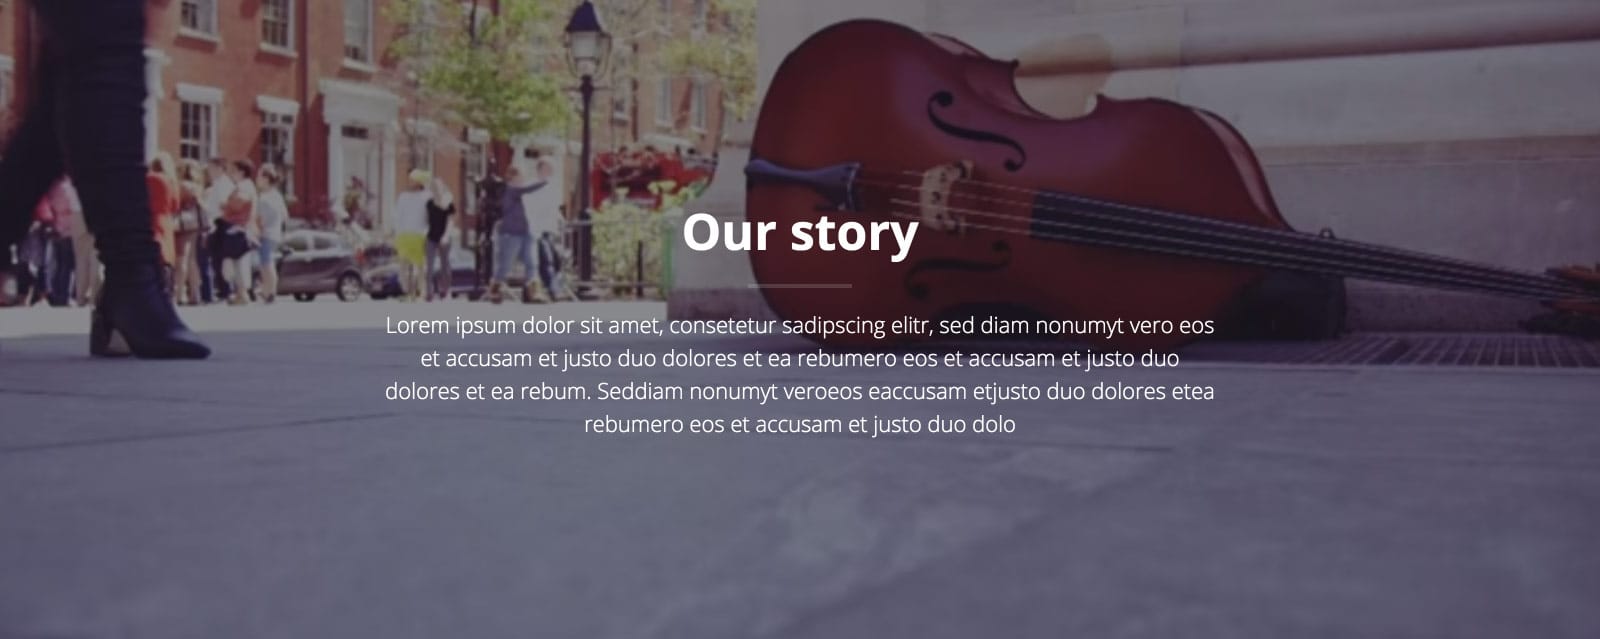 Our story
Lorem ipsum dolor sit amet, consetetur sadipscing elitr, sed diam nonumyt vero eos
et accusam et justo duo dolores et ea rebumero eos et accusam et justo duo
dolores et ea rebum. Seddiam nonumyt veroeos eaccusam etjusto duo dolores etea
rebumero eos et accusam et justo duo dolo